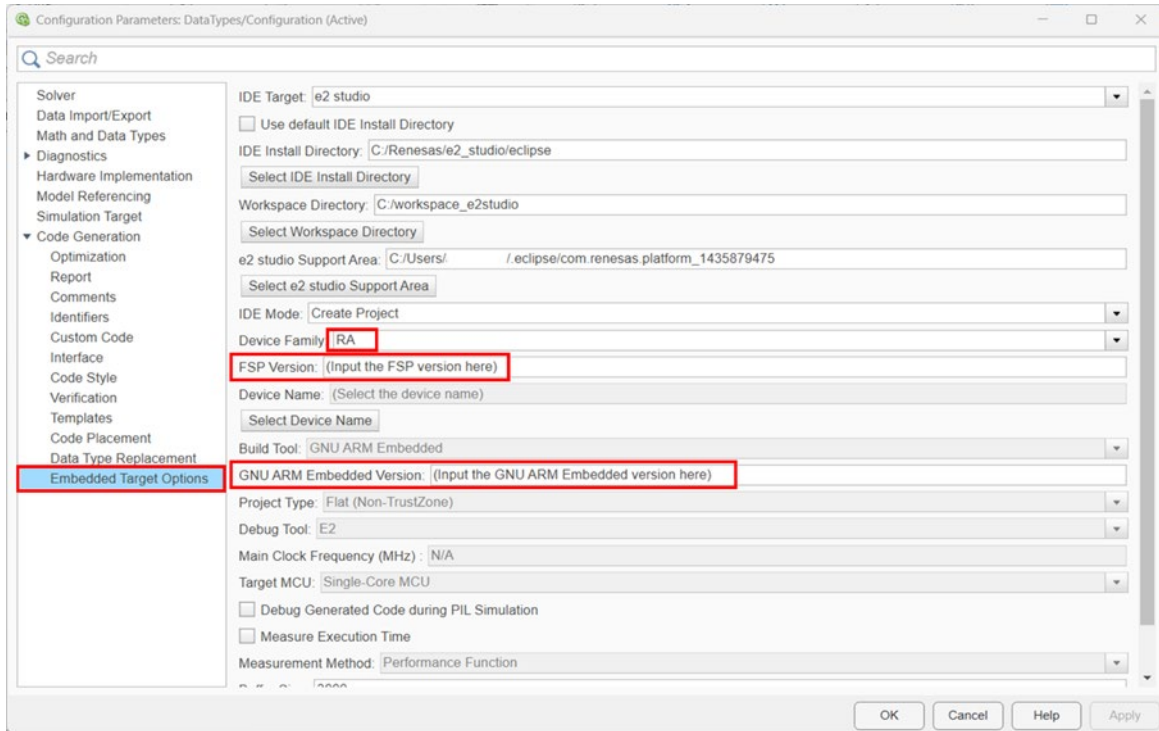 Configuration Parameters: DataTypes/Configuration (Active)
Search
Solver
Data Import/Export
Math and Data Types
Diagnostics
Hardware Implementation
Model Referencing
Simulation Target
Code Generation
Optimization
Report
Comments
Identifiers
Custom Code
Interface
Code Style
Verification
Templates
Code Placement
Data Type Replacement
Embedded Target Options
IDE Target: e2 studio
Use default IDE Install Directory
IDE Install Directory: C:/Renesas/e2_studio/eclipse
Select IDE Install Directory
Workspace Directory: C:/workspace_e2studio
Select Workspace Directory
e2 studio Support Area: C:/Users/ /.eclipse/com.renesas.platform_1435879475
Select e2 studio Support Area
IDE Mode: Create Project
Device Family: RA
FSP Version: (Input the FSP version here)
Device Name: (Select the device name)
Select Device Name
Build Tool: GNU ARM Embedded
GNU ARM Embedded Version: (Input the GNU ARM Embedded version here)
Project Type: Flat (Non-TrustZone)
Debug Tool: E2
Main Clock Frequency (MHz) : N/A
Target MCU: Single-Core MCU
Debug Generated Code during PIL Simulation
Measure Execution Time
Measurement Method: Performance Function
OK Cancel Help Apply